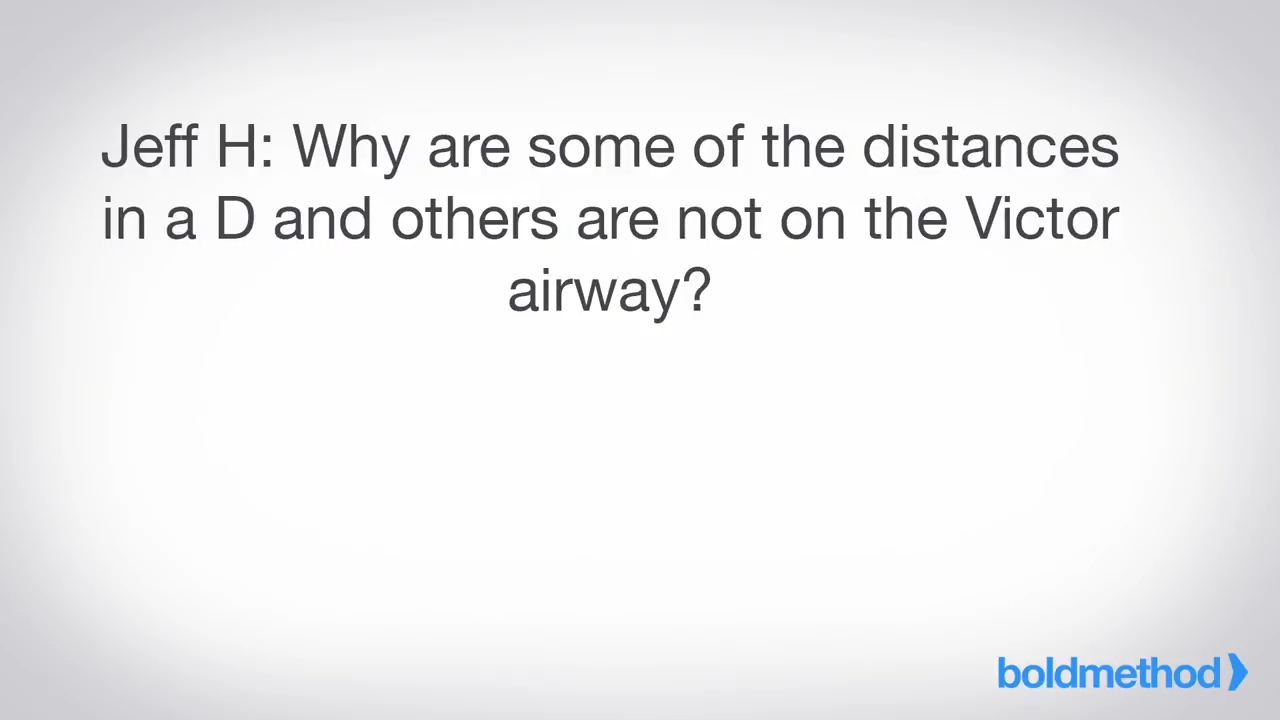 Jeff H: Why are some of the distances
in a D and others are not on the Victor
airway?
boldmethod